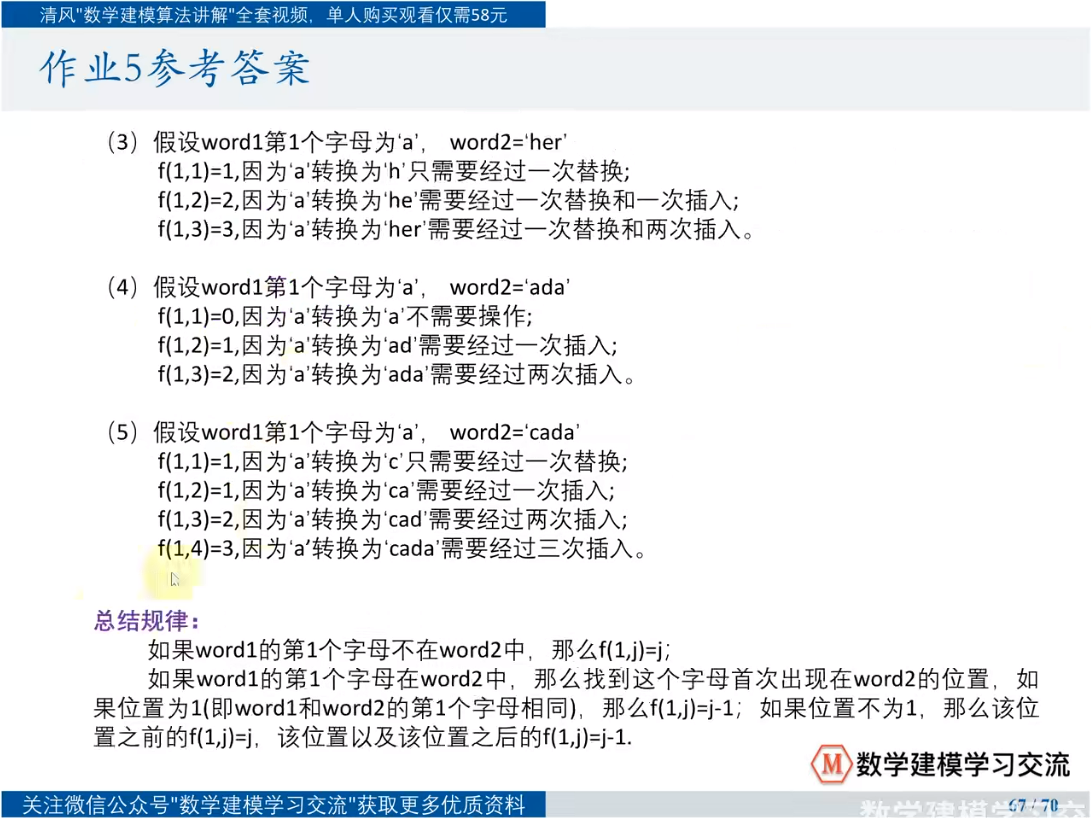 清风"数学建模算法讲解"全套视频，单人购买观看仅需58元
作业5参考答案
（3）假设word1第1个字母为‘a’， word2=‘her’
f(1,1)=1,因为‘a’转换为‘h’只需要经过一次替换;
f(1,2)=2,因为‘a’转换为‘he’需要经过一次替换和一次插入;
f(1,3)=3,因为‘a’转换为‘her’需要经过一次替换和两次插入。
（4）假设word1第1个字母为‘a’， word2=‘ada’
f(1,1)=0,因为‘a’转换为‘a’不需要操作;
f(1,2)=1,因为‘a’转换为‘ad’需要经过一次插入;
f(1,3)=2,因为‘a’转换为‘ada’需要经过两次插入。
（5）假设word1第1个字母为‘a’， word2=‘cada’
f(1,1)=1,因为‘a’转换为‘c’只需要经过一次替换;
f(1,2)=1,因为‘a’转换为‘ca’需要经过一次插入;
f(1,3)=2,因为‘a’转换为‘cad’需要经过两次插入;
f(1,4)=3,因为‘a’转换为‘cada’需要经过三次插入。
总结规律：
如果word1的第1个字母不在word2中，那么f(1,j)=j；
如果word1的第1个字母在word2中，那么找到这个字母首次出现在word2的位置，如
果位置为1(即word1和word2的第1个字母相同)，那么f(1,j)=j-1；如果位置不为1，那么该位
置之前的f(1,j)=j，该位置以及该位置之后的f(1,j)=j-1.
M 数学建模学习交流
关注微信公众号"数学建模学习交流"获取更多优质资料
67 / 70
数学建模学习交